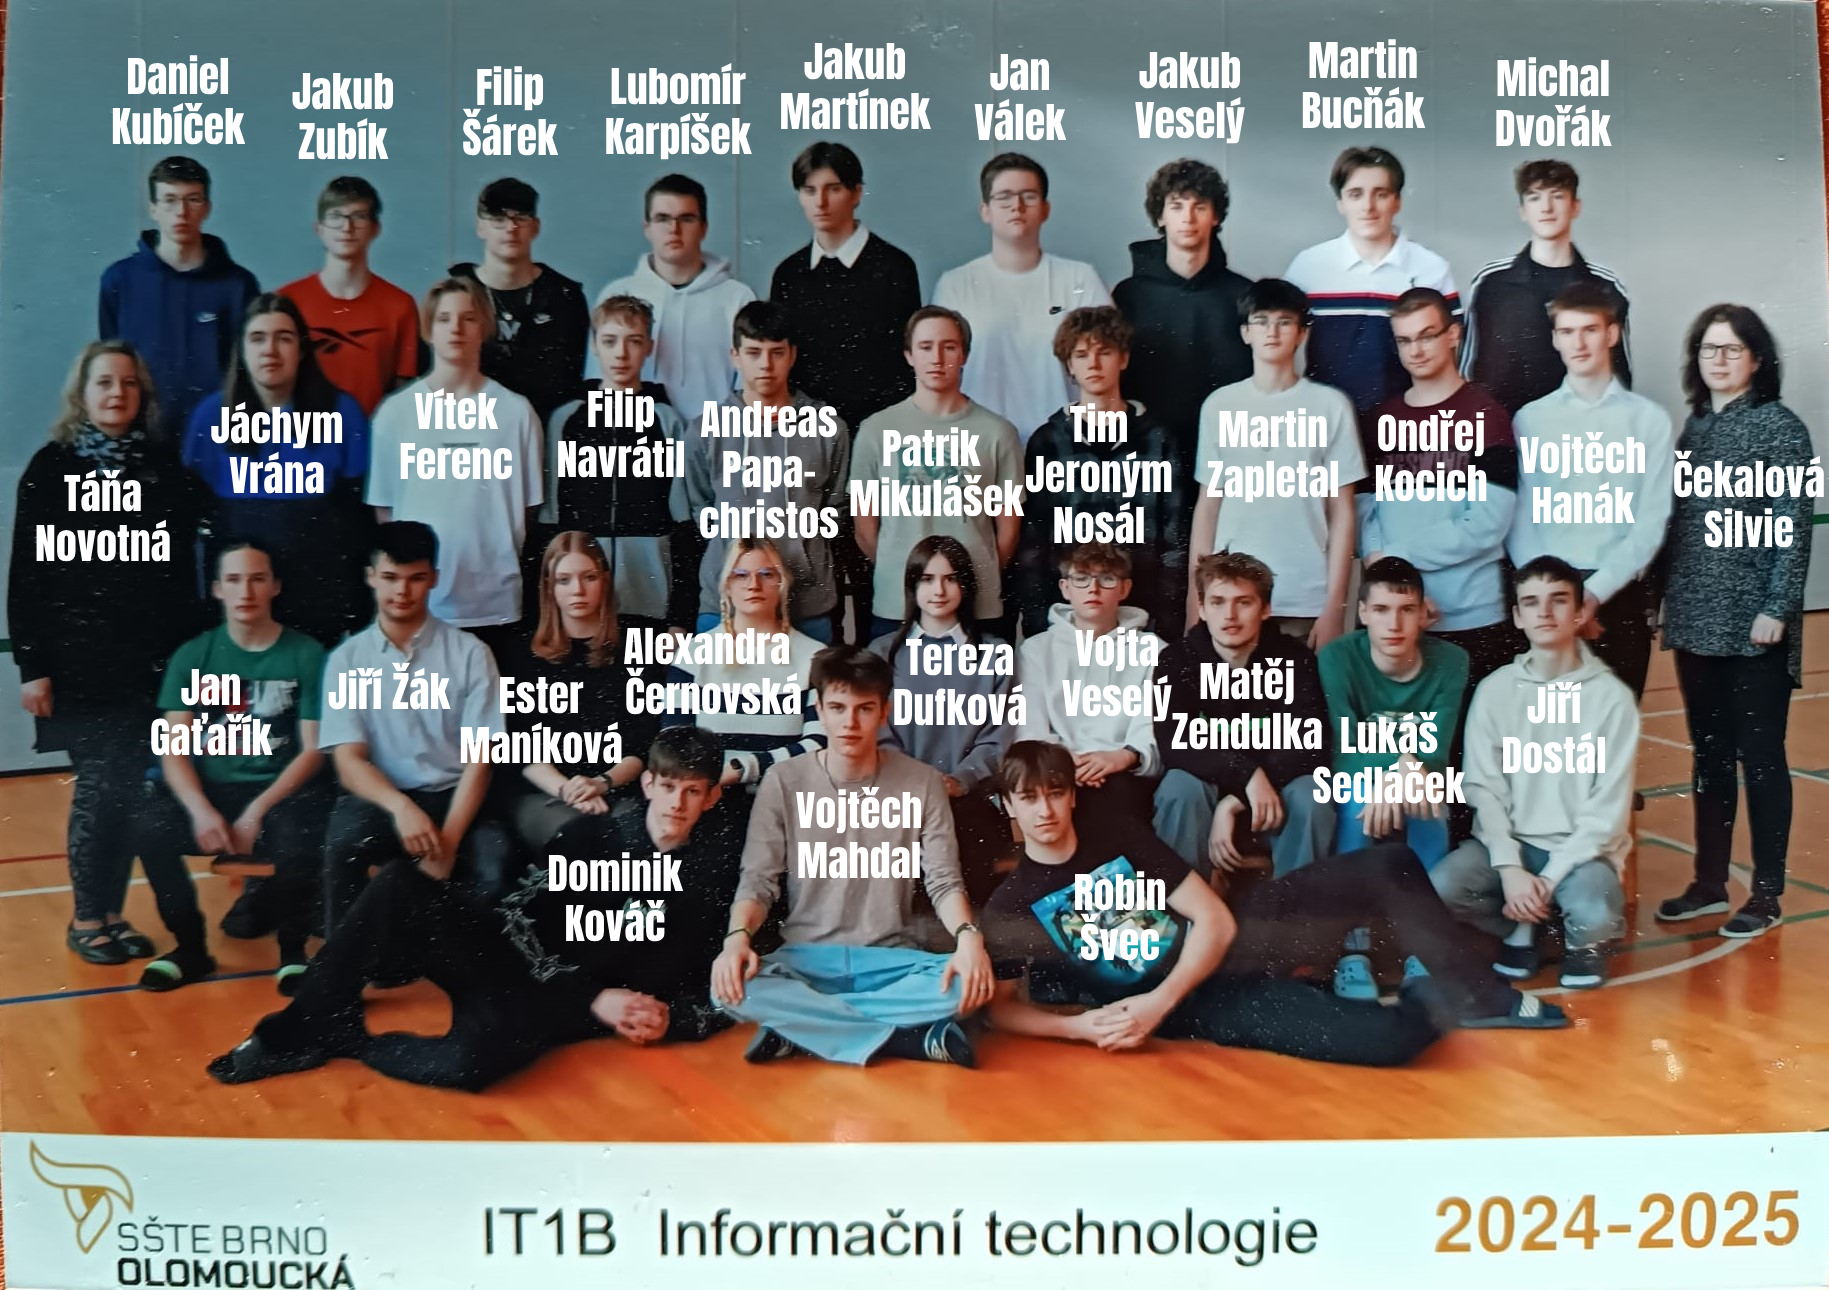 Daniel
Kubíček
Jakub
Zubík
Filip
Šárek
Lubomír
Karpíšek
Jakub
Martínek
Jan
Válek
Jakub
Veselý
Martin
Bucňák
Michal
Dvořák
Táňa
Novotná
Jáchym
Vrána
Vítek
Ferenc
Filip
Navrátil
Andreas
Papa-
christos
Patrik
Mikulášek
Tim
Jeroným
Nosál
Martin
Zapletal
Ondřej
Kocich
Vojtěch
Hanák
Čekalová
Silvie
Jan
Gaťařík
Jiří Žák
Ester
Maníková
Alexandra
Černovská
Tereza
Dufková
Vojta
Veselý
Matěj
Zendulka
Lukáš
Sedláček
Jiří
Dostál
Dominik
Kováč
Vojtěch
Mahdal
Robin
Švec
SŠTE BRNO
OLOMOUCKÁ
IT1B Informační technologie
2024-2025